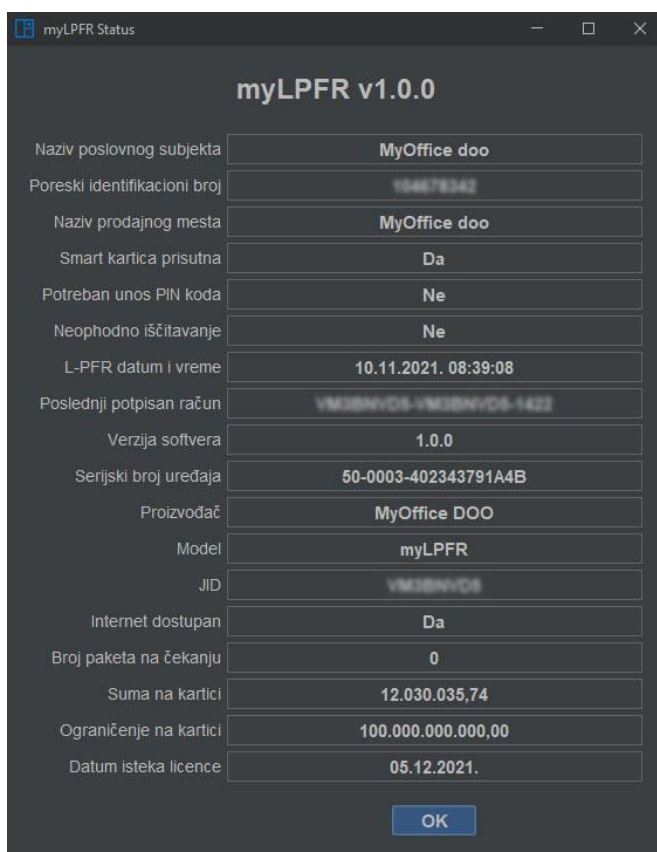 myLPFR Status
myLPFR v1.0.0
Naziv poslovnog subjekta MyOffice doo
Poreski identifikacioni broj
Naziv prodajnog mesta MyOffice doo
Smart kartica prisutna Da
Potreban unos PIN koda Ne
Neophodno iščitavanje Ne
L-PFR datum i vreme 10.11.2021. 08:39:08
Poslednji potpisan račun
Verzija softvera 1.0.0
Serijski broj uređaja 50-0003-402343791A4B
Proizvođač MyOffice DOO
Model myLPFR
JID
Internet dostupan Da
Broj paketa na čekanju 0
Suma na kartici 12.030.035,74
Ograničenje na kartici 100.000.000.000,00
Datum isteka licence 05.12.2021.
OK